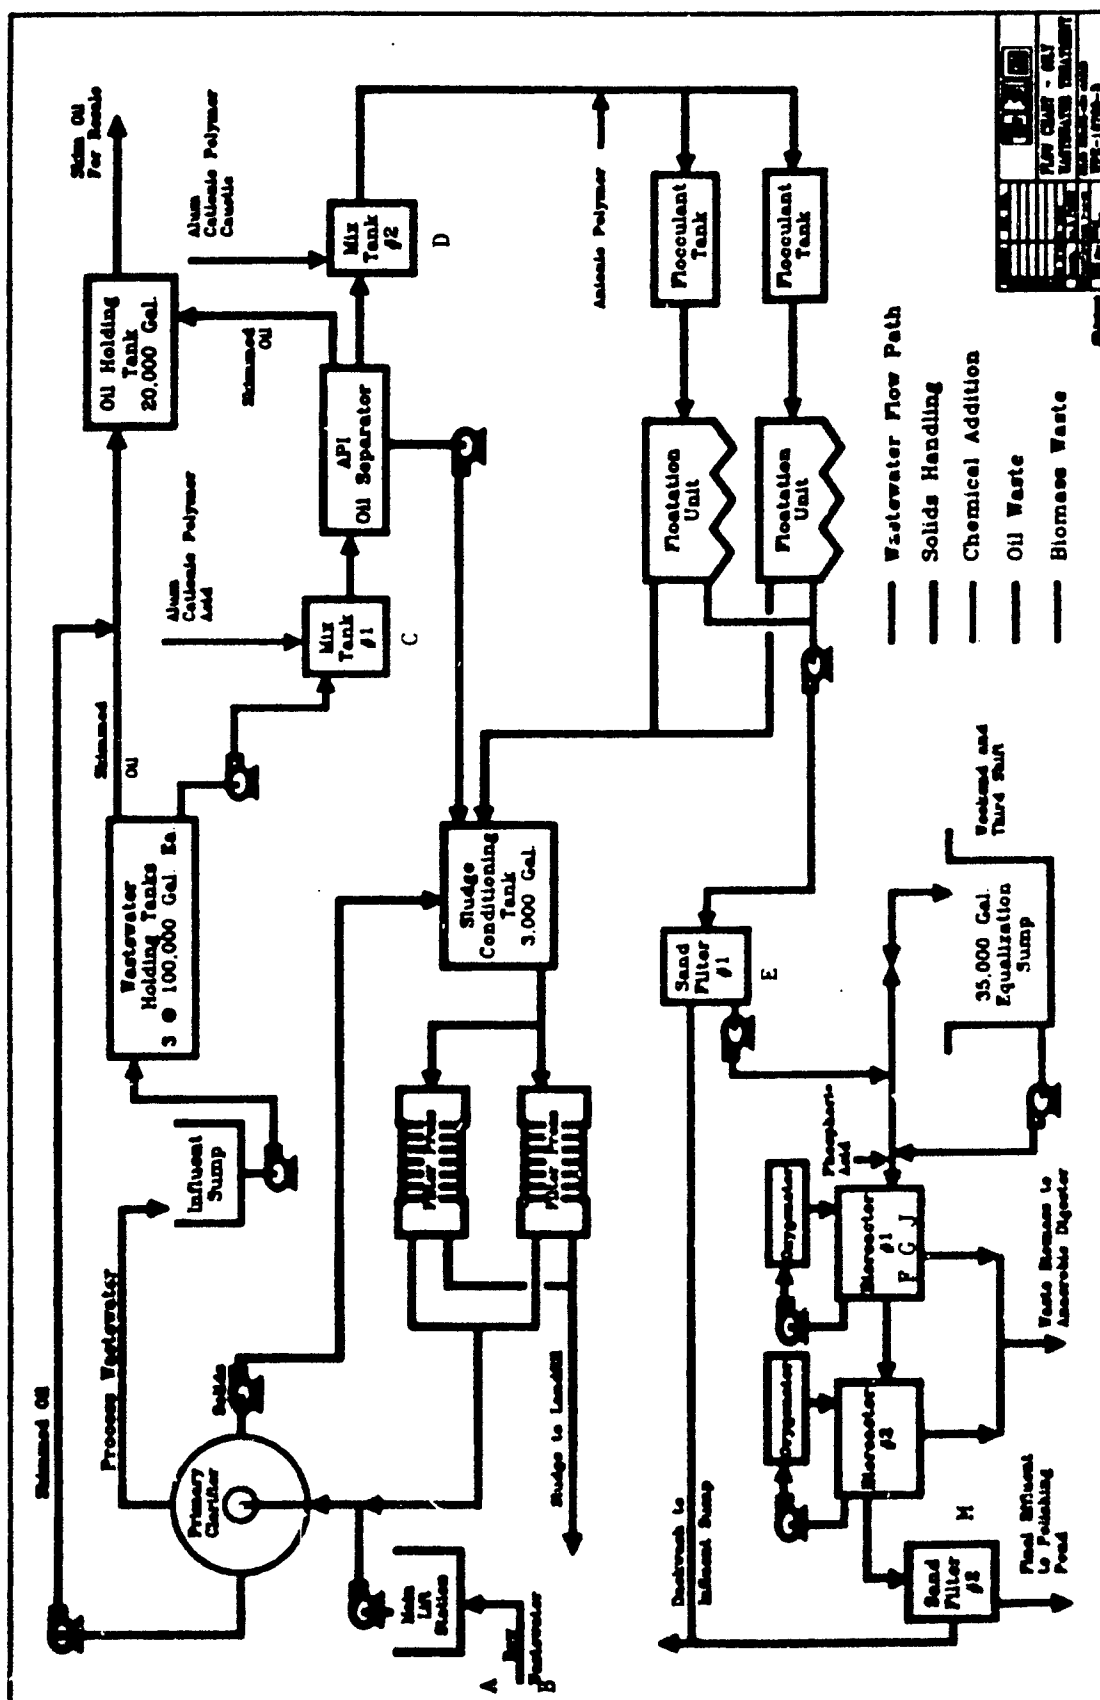 Skimmed Oil
Process Wastewater
Primary
Clarifier
Solids
Main
Lift
Station
Raw
Wastewater
A
B
Influent
Sump
Wastewater
Holding Tanks
3 @ 100,000 Gal. Ea.
Skimmed
Oil
Oil Holding
Tank
20,000 Gal.
Skim Oil
For Resale
Alum
Cationic Polymer
Acid
Mix
Tank
#1
C
API
Oil Separator
Skimmed
Oil
Alum
Cationic Polymer
Caustic
Mix
Tank
#2
D
Anionic Polymer
Flocculant
Tank
Flocculant
Tank
Floatation
Unit
Floatation
Unit
Sludge
Conditioning
Tank
3,000 Gal.
Filter Press
Filter Press
Sludge to Landfill
Sand
Filter
#1
E
Backwash to
Influent Sump
Phosphoric
Acid
Oxygenator
Oxygenator
Bioreactor
#1
F G J
Bioreactor
#2
M
Sand
Filter
#2
Final Effluent
to Polishing
Pond
Waste Biomass to
Anaerobic Digester
35,000 Gal.
Equalization
Sump
Weekend and
Third Shift
Wastewater Flow Path
Solids Handling
Chemical Addition
Oil Waste
Biomass Waste
FLOW CHART - OILY
WASTEWATER TREATMENT